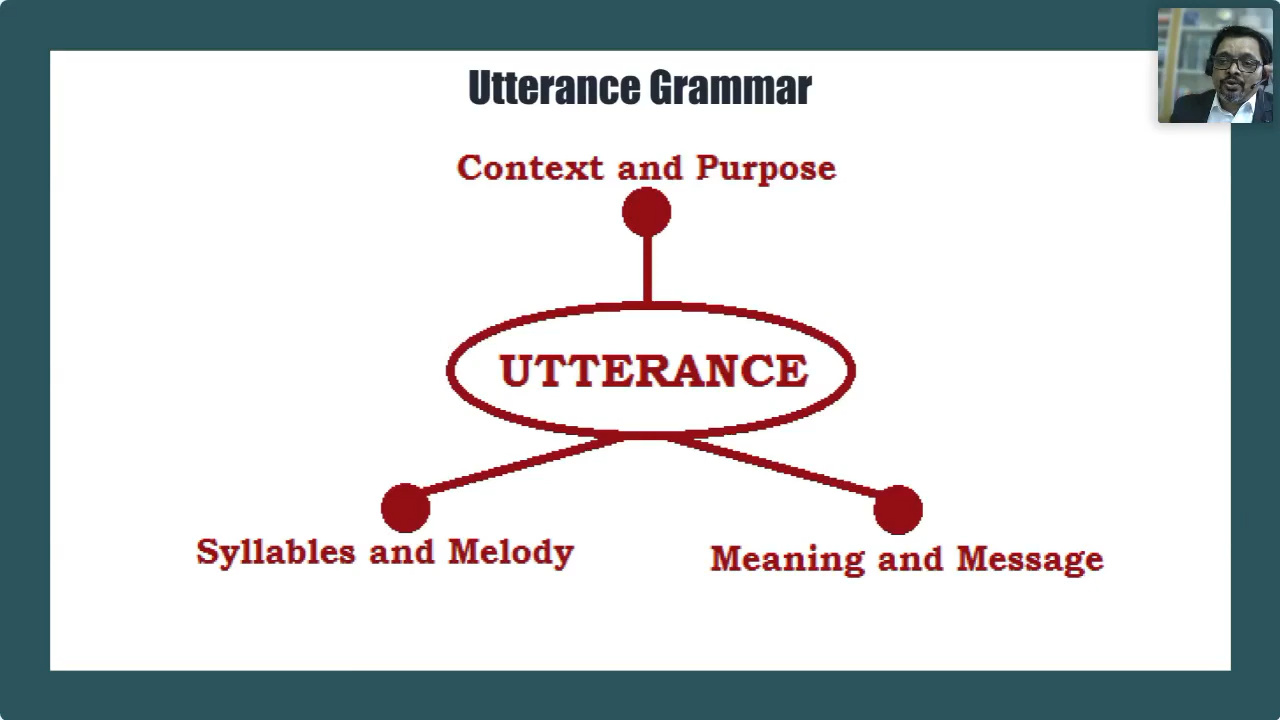 Utterance Grammar
Context and Purpose
UTTERANCE
Syllables and Melody
Meaning and Message